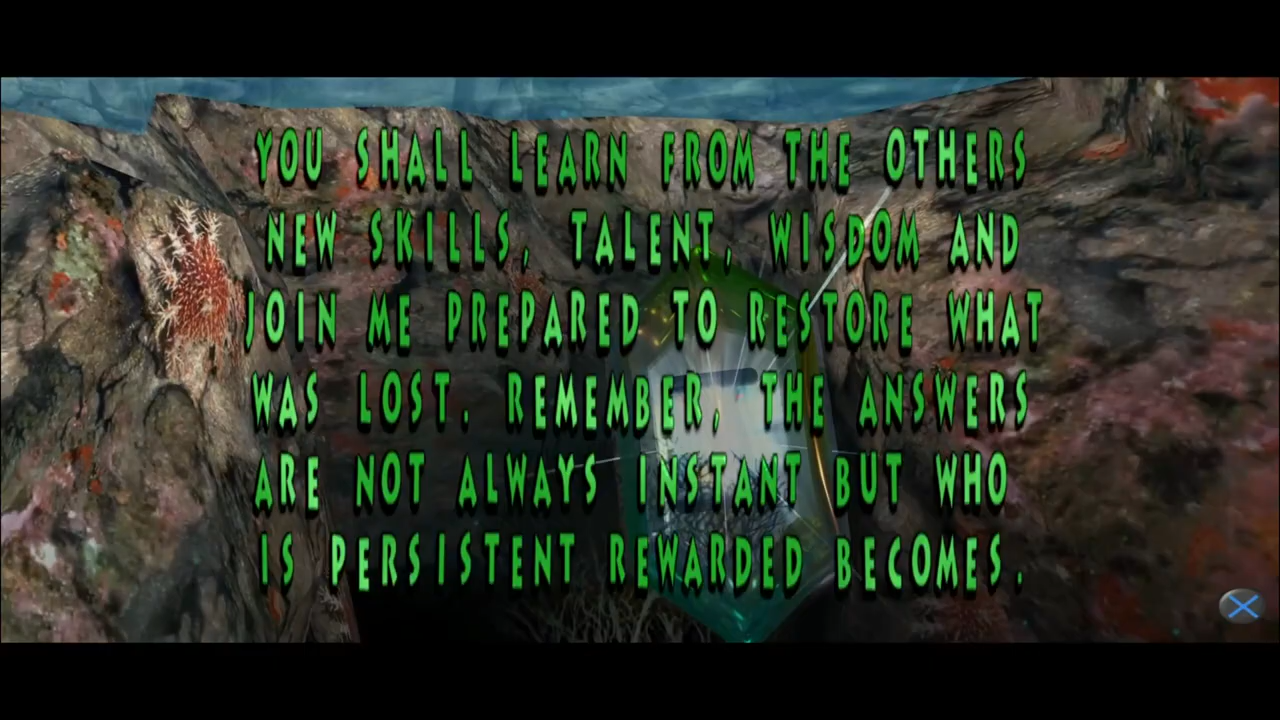 YOU SHALL LEARN FROM THE OTHERS
NEW SKILLS, TALENT, WISDOM AND
JOIN ME PREPARED TO RESTORE WHAT
WAS LOST. REMEMBER, THE ANSWERS
ARE NOT ALWAYS INSTANT BUT WHO
IS PERSISTENT REWARDED BECOMES.